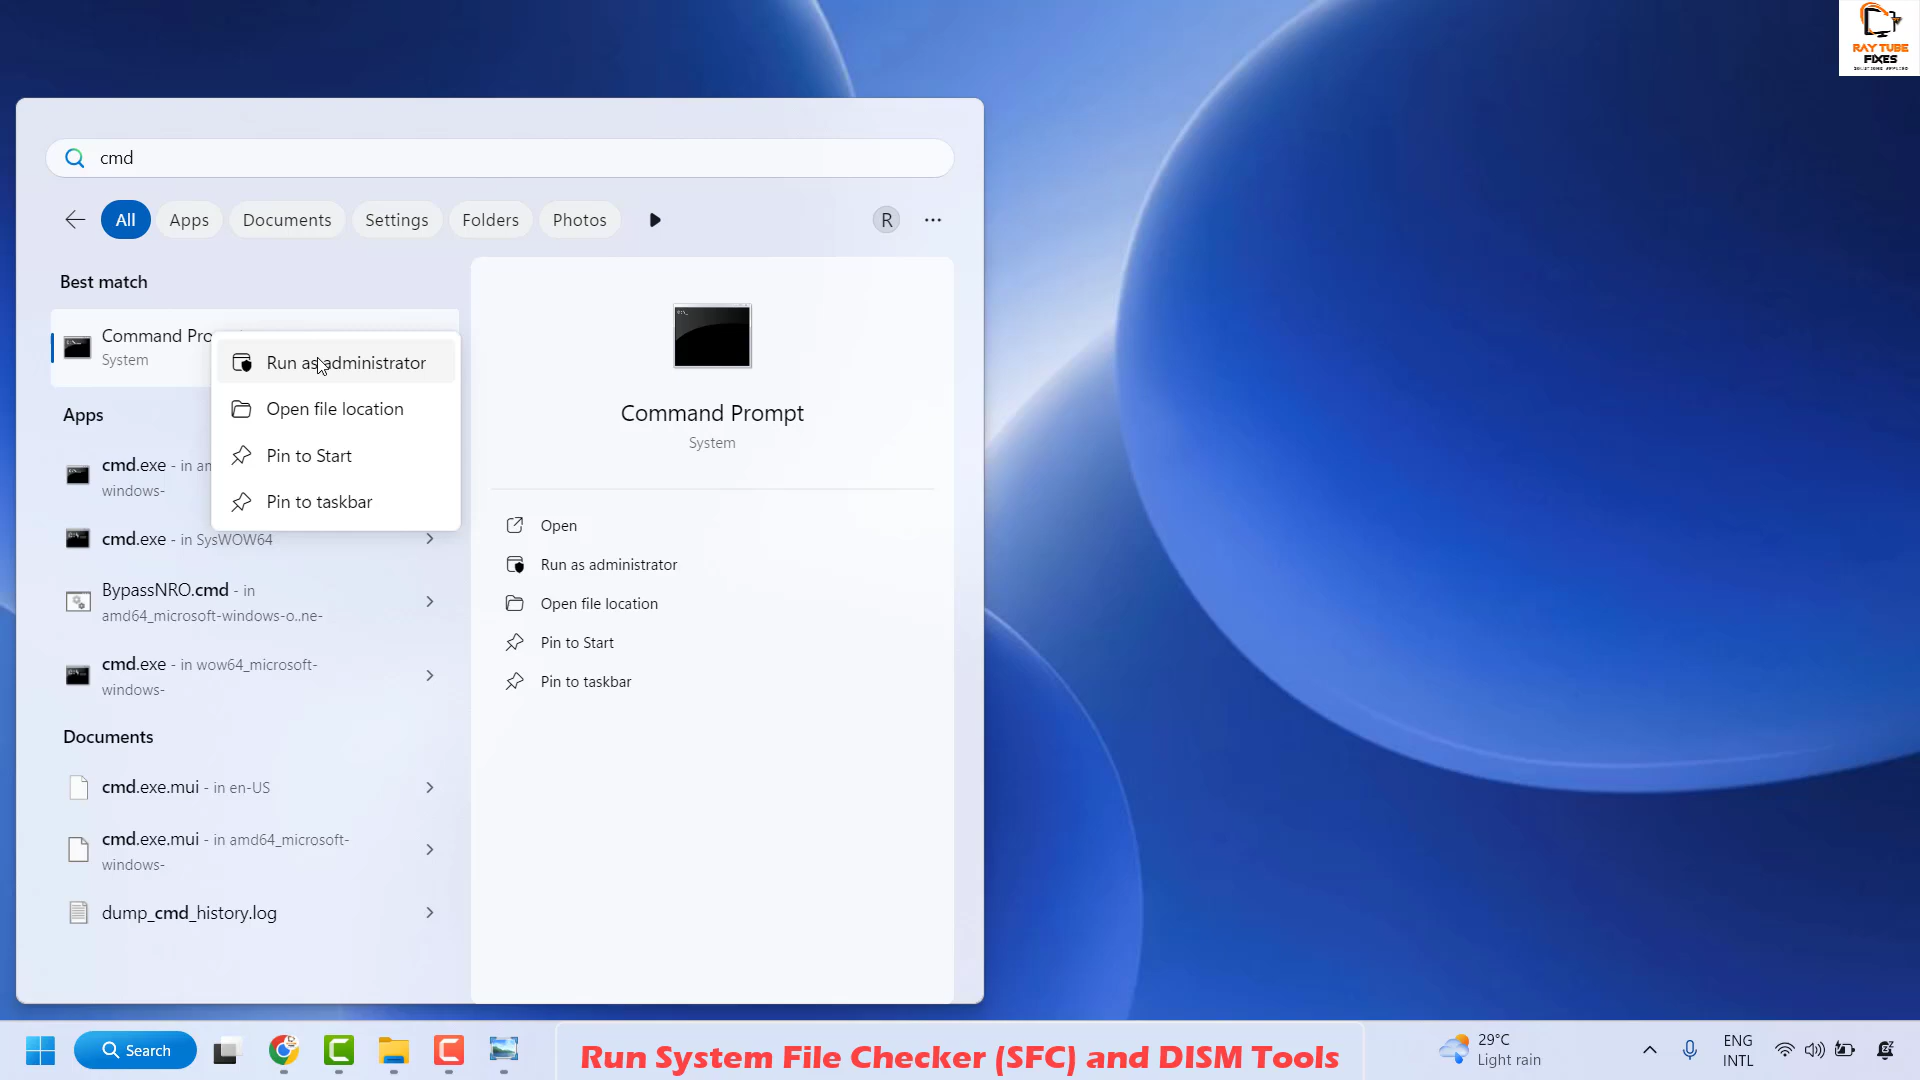 RAY TUBE
FIXES
cmd
All
Apps
Documents
Settings
Folders
Photos
R
Best match
Command Pro
System
Run as administrator
Open file location
Pin to Start
Pin to taskbar
Apps
cmd.exe - in am
windows-
cmd.exe - in SysWOW64
BypassNRO.cmd - in
amd64_microsoft-windows-o..ne-
cmd.exe - in wow64_microsoft-
windows-
Documents
cmd.exe.mui - in en-US
cmd.exe.mui - in amd64_microsoft-
windows-
dump_cmd_history.log
Command Prompt
System
Open
Run as administrator
Open file location
Pin to Start
Pin to taskbar
Search
Run System File Checker (SFC) and DISM Tools
29°C
Light rain
ENG
INTL